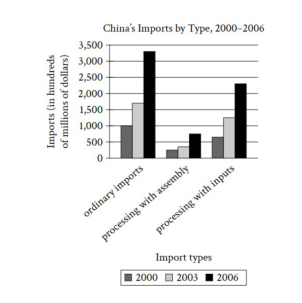 China's Imports by Type, 2000–2006
Imports (in hundreds
of millions of dollars)
3,500
3,000
2,500
2,000
1,500
1,000
500
0
ordinary imports
processing with assembly
processing with inputs
Import types
2000 2003 2006